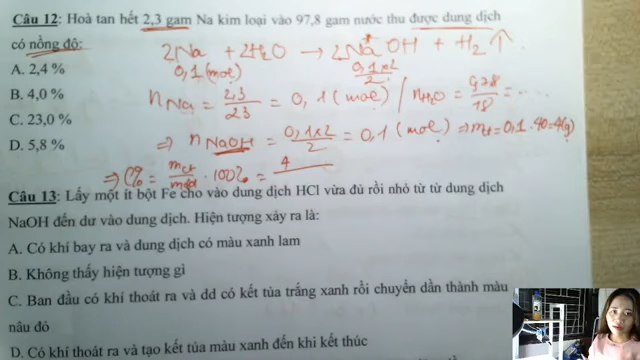 Câu 12: Hoà tan hết 2,3 gam Na kim loại vào 97,8 gam nước thu được dung dịch
có nồng độ:
2Na + 2H2O → 2NaOH + H2 ↑.
A. 2,4 %
0,1 (mol)
0,1x2
2
B. 4,0 %
nNa = 2,3/23 = 0,1 (mol) / nH2O = 97,8/18 = ....
C. 23,0 %
⇒ nNaOH = 0,1x2/2 = 0,1 (mol) ⇒ mct = 0,1 . 40 = 4(g)
D. 5,8 %
⇒ C% = mct/mdd . 100% = 4
Câu 13: Lấy một ít bột Fe cho vào dung dịch HCl vừa đủ rồi nhỏ từ từ dung dịch
NaOH đến dư vào dung dịch. Hiện tượng xảy ra là:
A. Có khí bay ra và dung dịch có màu xanh lam
B. Không thấy hiện tượng gì
C. Ban đầu có khí thoát ra và dd có kết tủa trắng xanh rồi chuyển dần thành màu
nâu đỏ
D. Có khí thoát ra và tạo kết tủa màu xanh đến khi kết thúc